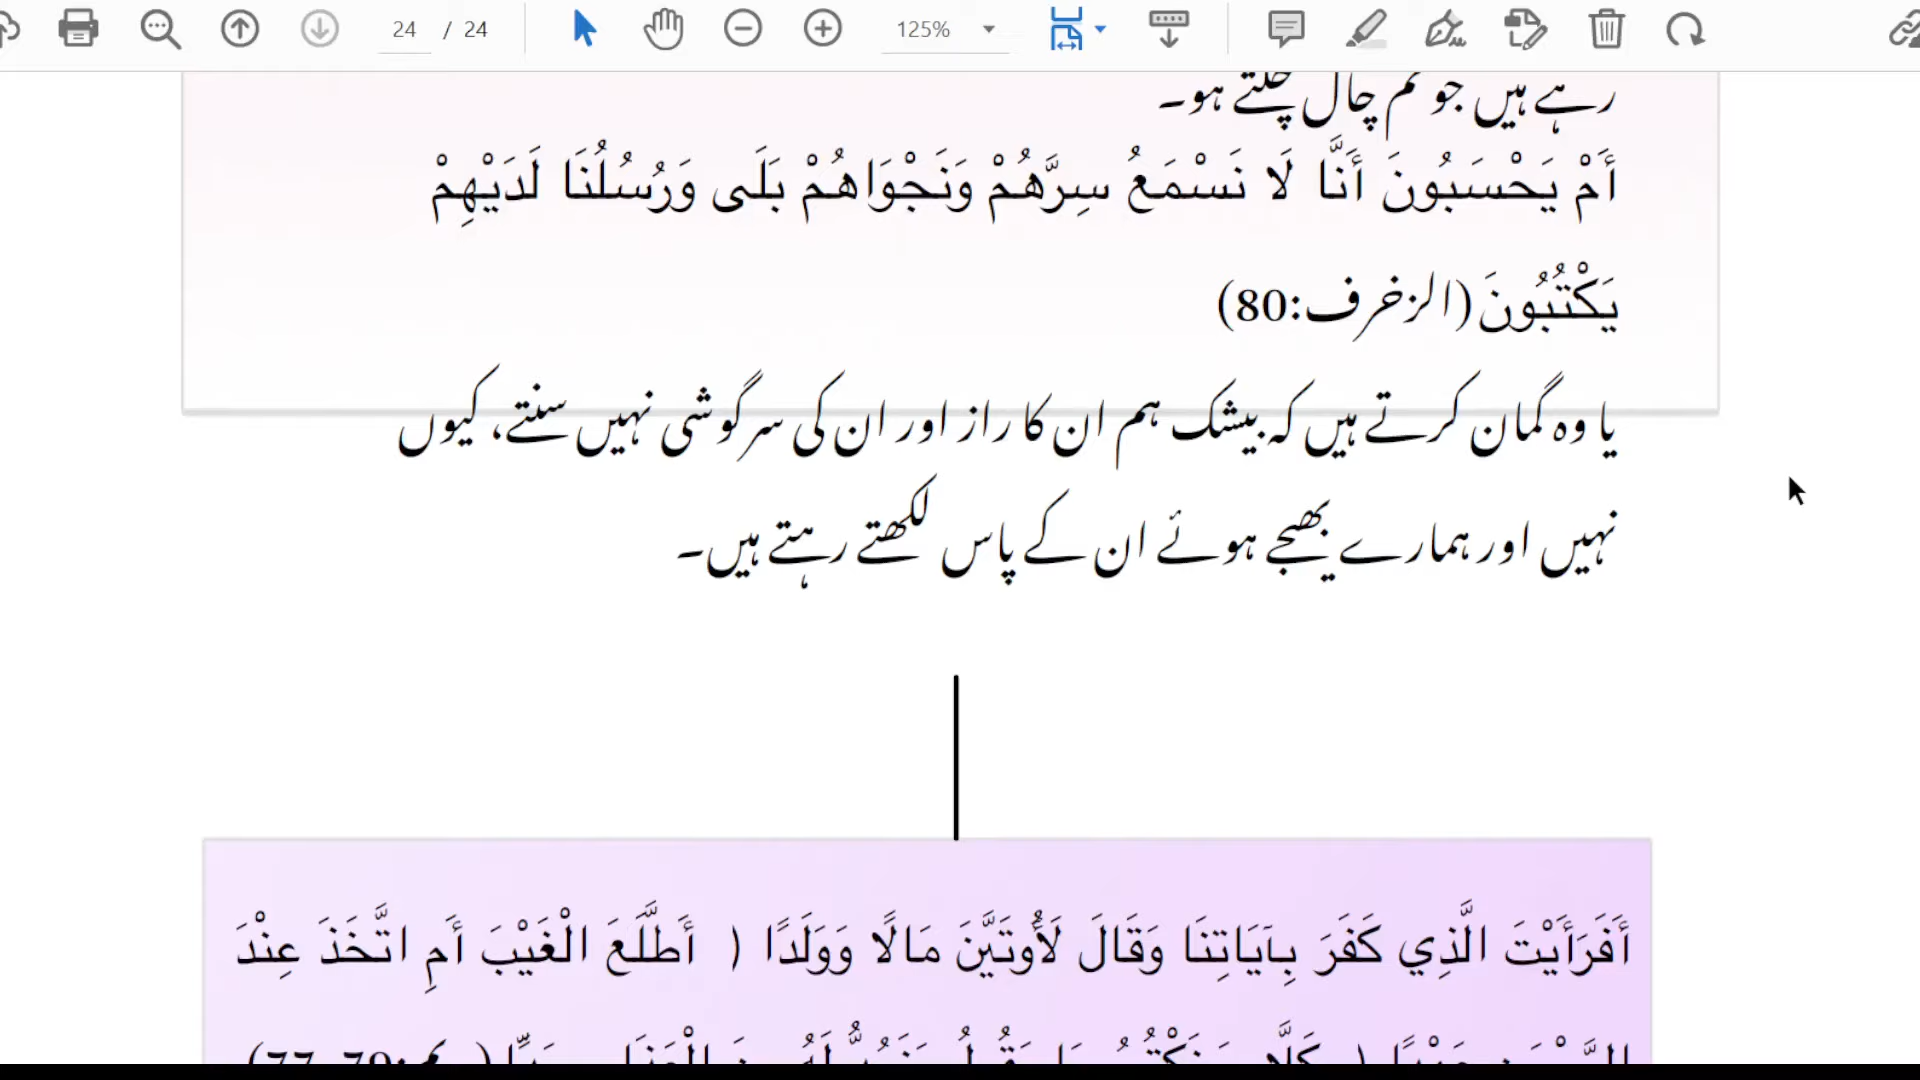 24 / 24 125%
رہے ہیں جو تم چال چلتے ہو۔
أَمْ يَحْسَبُونَ أَنَّا لَا نَسْمَعُ سِرَّهُمْ وَنَجْوَاهُمْ بَلَى وَرُسُلُنَا لَدَيْهِمْ
يَكْتُبُونَ (الزخرف:80)
یا وہ گمان کرتے ہیں کہ بیشک ہم ان کا راز اور ان کی سرگوشی نہیں سنتے، کیوں
نہیں اور ہمارے بھیجے ہوئے ان کے پاس لکھتے رہتے ہیں۔
أَفَرَأَيْتَ الَّذِي كَفَرَ بِآيَاتِنَا وَقَالَ لَأُوتَيَنَّ مَالًا وَوَلَدًا ( أَطَّلَعَ الْغَيْبَ أَمِ اتَّخَذَ عِنْدَ